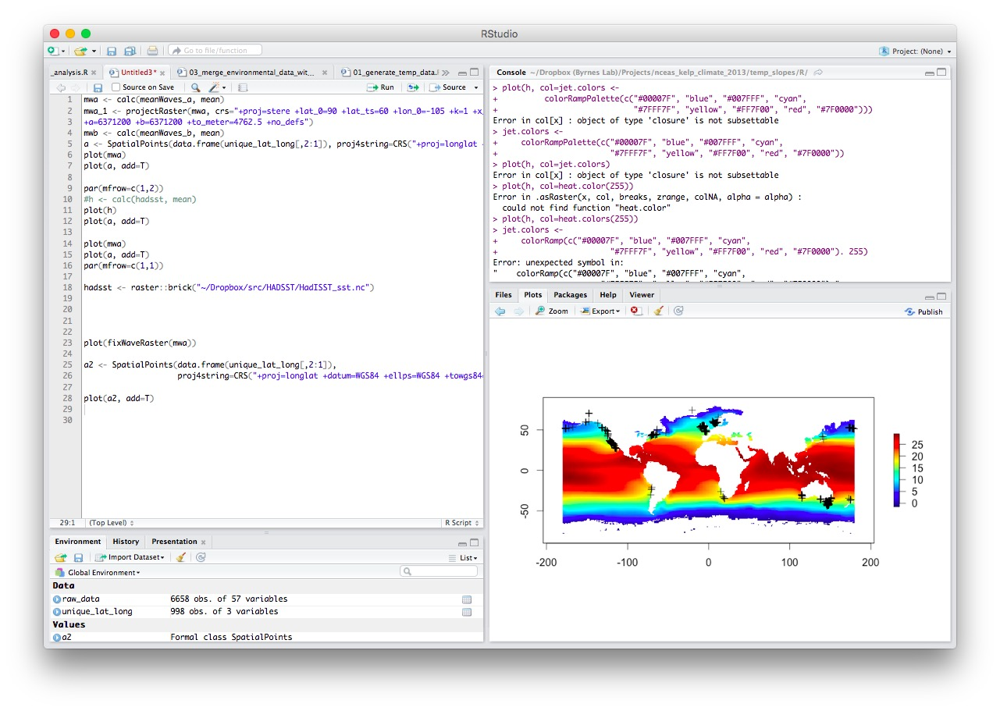 RStudio
Go to file/function
Project: (None)
_analysis.R
Untitled3*
03_merge_environmental_data_wit...
01_generate_temp_data.
Source on Save
Run
Source
1 mwa <- calc(meanWaves_a, mean)
2 mwa_1 <- projectRaster(mwa, crs="+proj=stere +lat_0=90 +lat_ts=60 +lon_0=-105 +k=1 +x
3 +a=6371200 +b=6371200 +to_meter=4762.5 +no_defs")
4 mwb <- calc(meanWaves_b, mean)
5 a <- SpatialPoints(data.frame(unique_lat_long[,2:1]), proj4string=CRS("+proj=longlat
6 plot(mwa)
7 plot(a, add=T)
8
9 par(mfrow=c(1,2))
10 #h <- calc(hadsst, mean)
11 plot(h)
12 plot(a, add=T)
13
14 plot(mwa)
15 plot(a, add=T)
16 par(mfrow=c(1,1))
17
18 hadsst <- raster::brick("~/Dropbox/src/HADSST/HadISST_sst.nc")
19
20
21
22
23 plot(fixWaveRaster(mwa))
24
25 a2 <- SpatialPoints(data.frame(unique_lat_long[,2:1]),
26 proj4string=CRS("+proj=longlat +datum=WGS84 +ellps=WGS84 +towgs84
27
28 plot(a2, add=T)
29
30
29:1
(Top Level)
R Script
Environment
History
Presentation
Import Dataset
List
Global Environment
Data
raw_data 6658 obs. of 57 variables
unique_lat_long 998 obs. of 3 variables
Values
a2 Formal class SpatialPoints
Console ~/Dropbox (Byrnes Lab)/Projects/nceas_kelp_climate_2013/temp_slopes/R/
> plot(h, col=jet.colors <-
+ colorRampPalette(c("#00007F", "blue", "#007FFF", "cyan",
+ "#7FFF7F", "yellow", "#FF7F00", "red", "#7F0000")))
Error in col[x] : object of type 'closure' is not subsettable
> jet.colors <-
+ colorRampPalette(c("#00007F", "blue", "#007FFF", "cyan",
+ "#7FFF7F", "yellow", "#FF7F00", "red", "#7F0000"))
> plot(h, col=jet.colors)
Error in col[x] : object of type 'closure' is not subsettable
> plot(h, col=heat.color(255))
Error in .asRaster(x, col, breaks, zrange, colNA, alpha = alpha) :
could not find function "heat.color"
> plot(h, col=heat.colors(255))
> jet.colors <-
+ colorRamp(c("#00007F", "blue", "#007FFF", "cyan",
+ "#7FFF7F", "yellow", "#FF7F00", "red", "#7F0000"). 255)
Error: unexpected symbol in:
" colorRamp(c("#00007F", "blue", "#007FFF", "cyan",
Files
Plots
Packages
Help
Viewer
Zoom
Export
Publish
50
0
-50
-200
-100
0
100
200
25
20
15
10
5
0